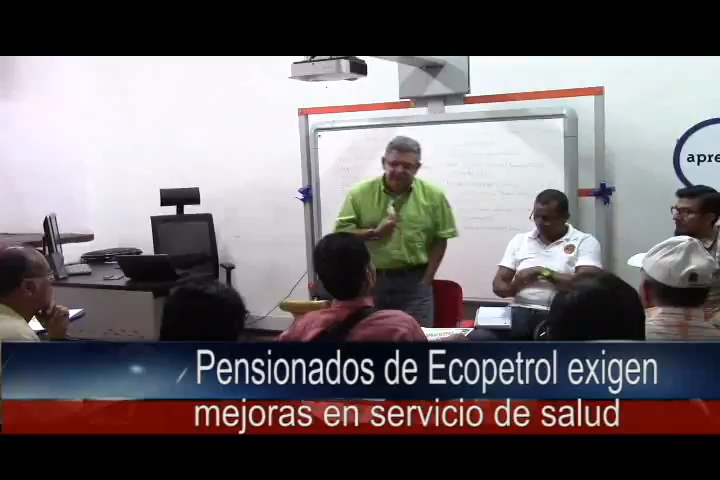 apre
Pensionados de Ecopetrol exigen
mejoras en servicio de salud